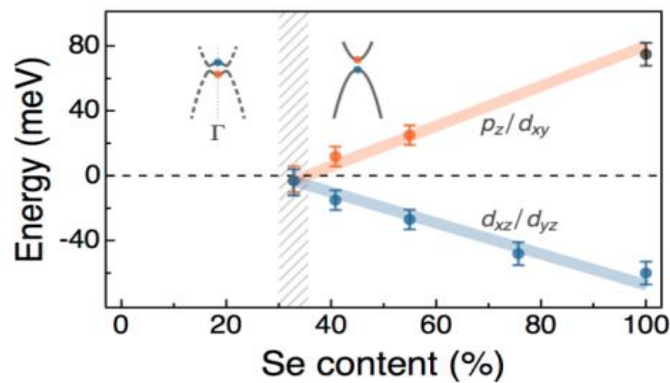 80
40
0
-40
Energy (meV)
Γ
p_z/d_xy
d_xz/d_yz
0 20 40 60 80 100
Se content (%)